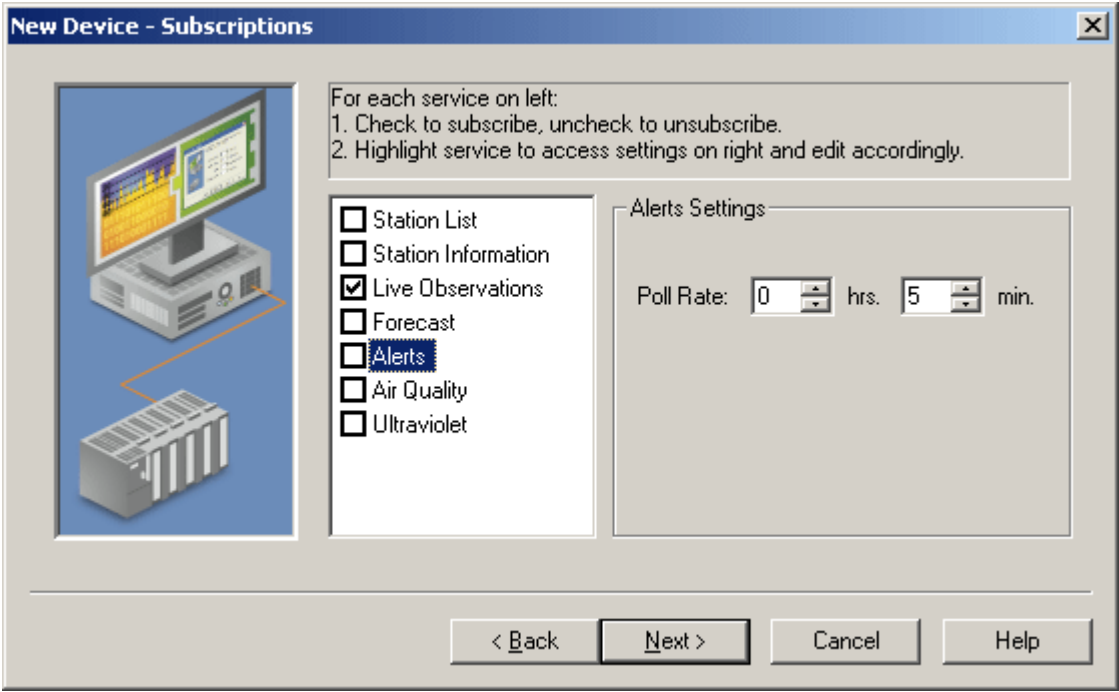 New Device - Subscriptions
For each service on left:
1. Check to subscribe, uncheck to unsubscribe.
2. Highlight service to access settings on right and edit accordingly.
Station List
Station Information
Live Observations
Forecast
Alerts
Air Quality
Ultraviolet
Alerts Settings
Poll Rate: 0 hrs. 5 min.
< Back Next > Cancel Help